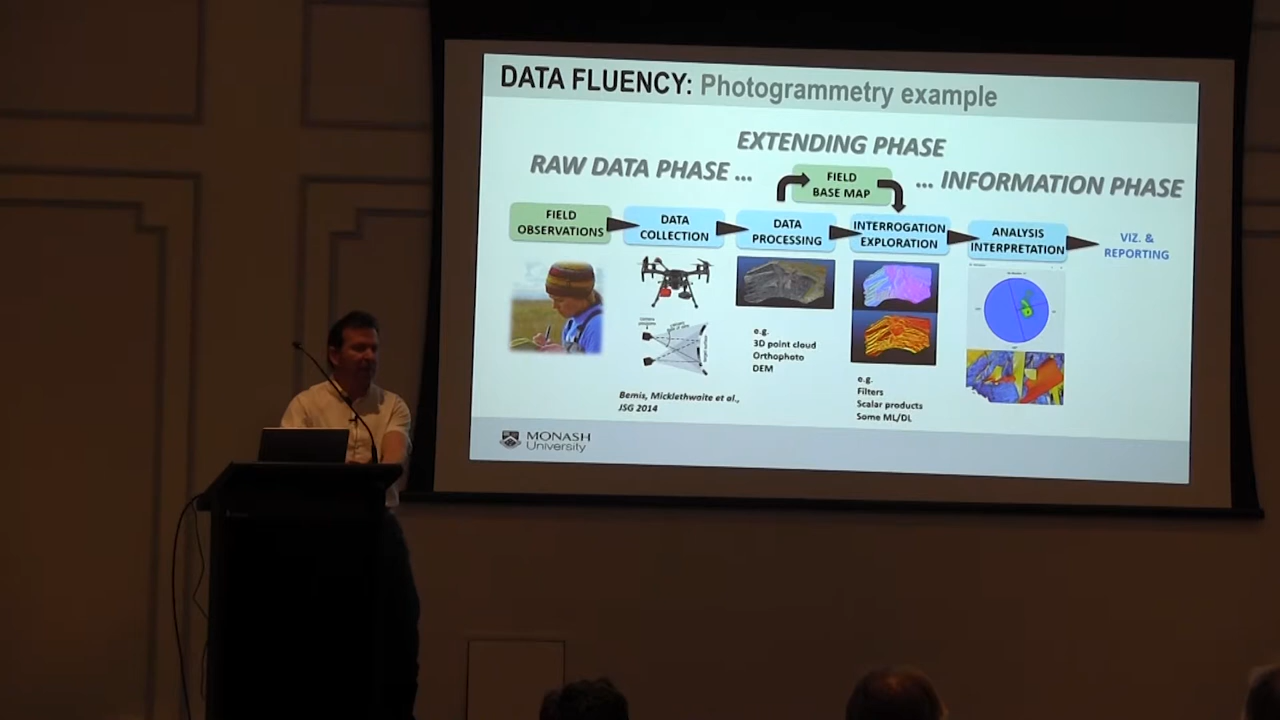 DATA FLUENCY: Photogrammetry example
EXTENDING PHASE
RAW DATA PHASE ...
... INFORMATION PHASE
FIELD
BASE MAP
FIELD
OBSERVATIONS
DATA
COLLECTION
DATA
PROCESSING
INTERROGATION
EXPLORATION
ANALYSIS
INTERPRETATION
VIZ. &
REPORTING
e.g.
3D point cloud
Orthophoto
DEM
e.g.
Filters
Scalar products
Some ML/DL
Bemis, Micklethwaite et al.,
JSG 2014
MONASH
University